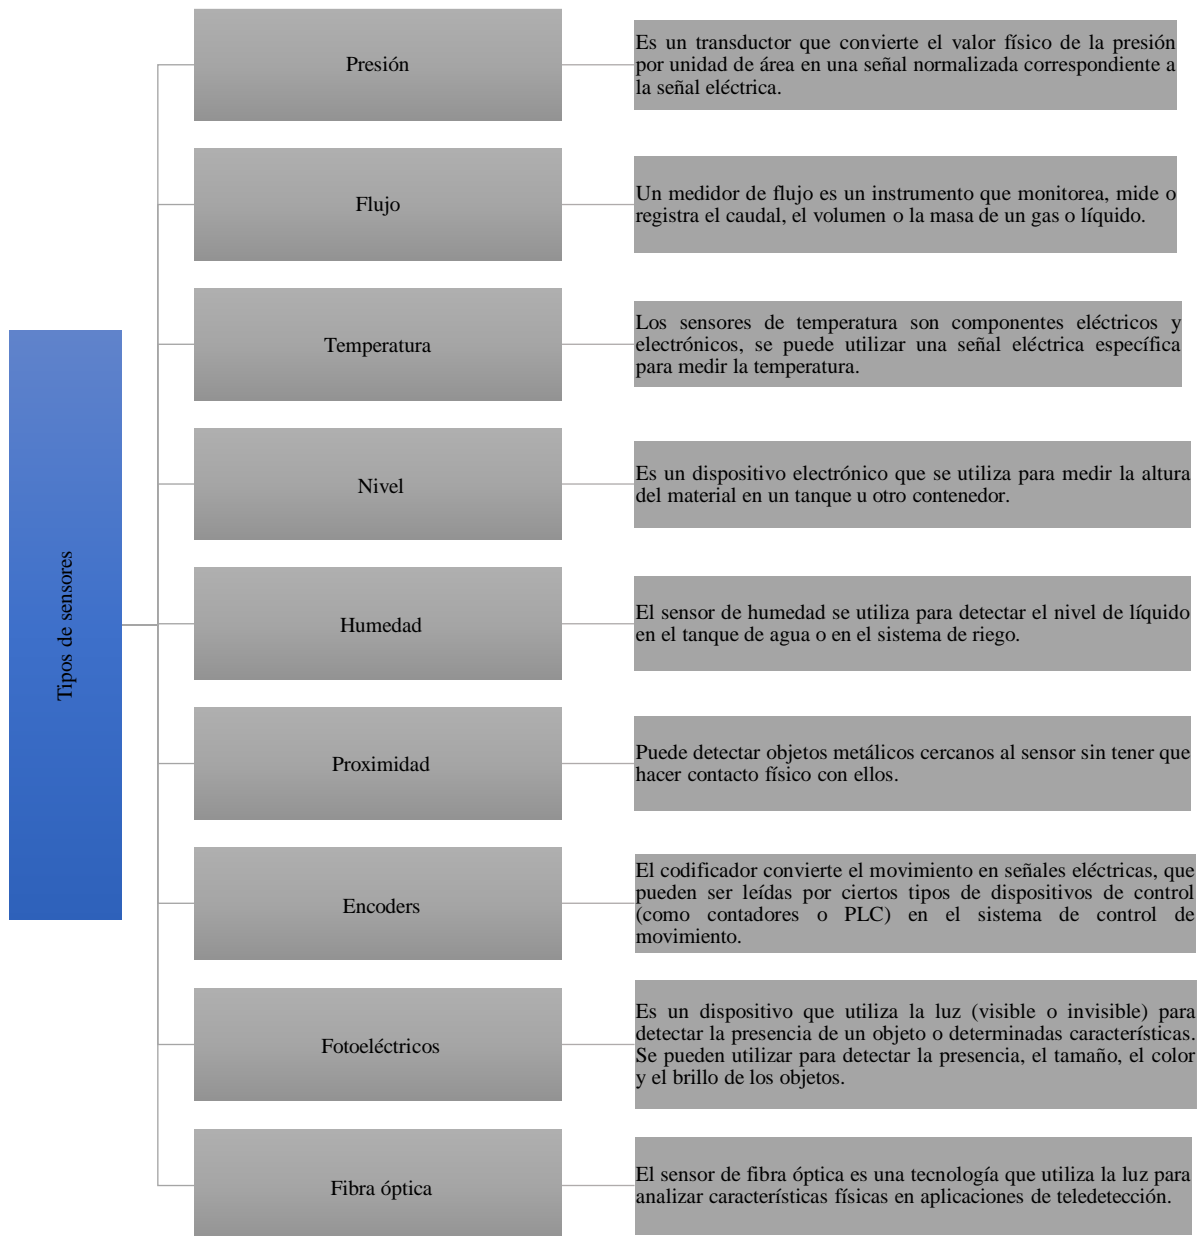 Tipos de sensores
Presión
Es un transductor que convierte el valor físico de la presión
por unidad de área en una señal normalizada correspondiente a
la señal eléctrica.
Flujo
Un medidor de flujo es un instrumento que monitorea, mide o
registra el caudal, el volumen o la masa de un gas o líquido.
Temperatura
Los sensores de temperatura son componentes eléctricos y
electrónicos, se puede utilizar una señal eléctrica específica
para medir la temperatura.
Nivel
Es un dispositivo electrónico que se utiliza para medir la altura
del material en un tanque u otro contenedor.
Humedad
El sensor de humedad se utiliza para detectar el nivel de líquido
en el tanque de agua o en el sistema de riego.
Proximidad
Puede detectar objetos metálicos cercanos al sensor sin tener que
hacer contacto físico con ellos.
Encoders
El codificador convierte el movimiento en señales eléctricas, que
pueden ser leídas por ciertos tipos de dispositivos de control
(como contadores o PLC) en el sistema de control de
movimiento.
Fotoeléctricos
Es un dispositivo que utiliza la luz (visible o invisible) para
detectar la presencia de un objeto o determinadas características.
Se pueden utilizar para detectar la presencia, el tamaño, el color
y el brillo de los objetos.
Fibra óptica
El sensor de fibra óptica es una tecnología que utiliza la luz para
analizar características físicas en aplicaciones de teledetección.